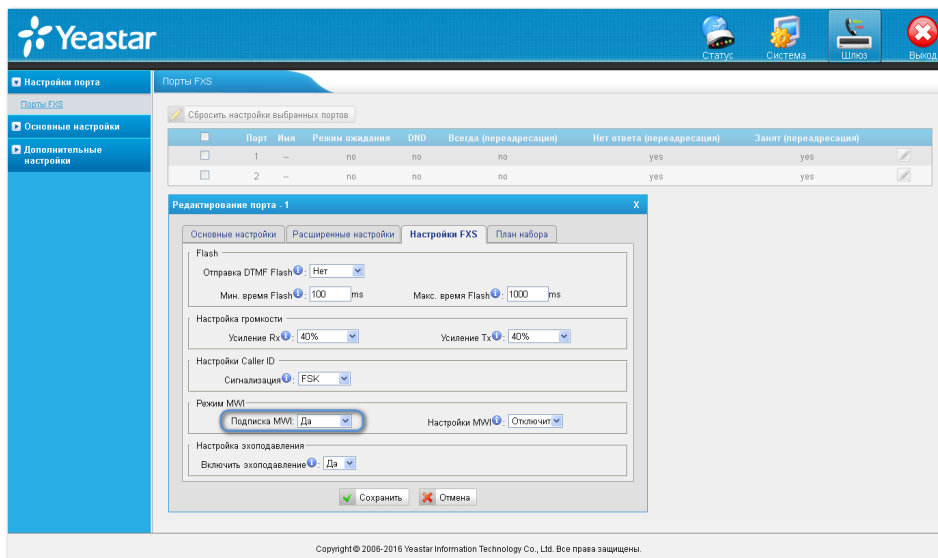 Yeastar
Статус Система Шлюз Выход
Настройки порта
Порты FXS
Основные настройки
Дополнительные
настройки
Порты FXS
Сбросить настройки выбранных портов
Порт Имя Режим ожидания DND Всегда (переадресация) Нет ответа (переадресация) Занят (переадресация)
1 -- no no no yes yes
2 -- no no no yes yes
Редактирование порта - 1 X
Основные настройки Расширенные настройки Настройки FXS План набора
Flash
Отправка DTMF Flash: Нет
Мин. время Flash: 100 ms Макс. время Flash: 1000 ms
Настройка громкости
Усиление Rx: 40% Усиление Tx: 40%
Настройки Caller ID
Сигнализация: FSK
Режим MWI
Подписка MWI: Да Настройки MWI: Отключит
Настройка эхоподавления
Включить эхоподавление: Да
Сохранить Отмена
Copyright © 2006-2016 Yeastar Information Technology Co., Ltd. Все права защищены.